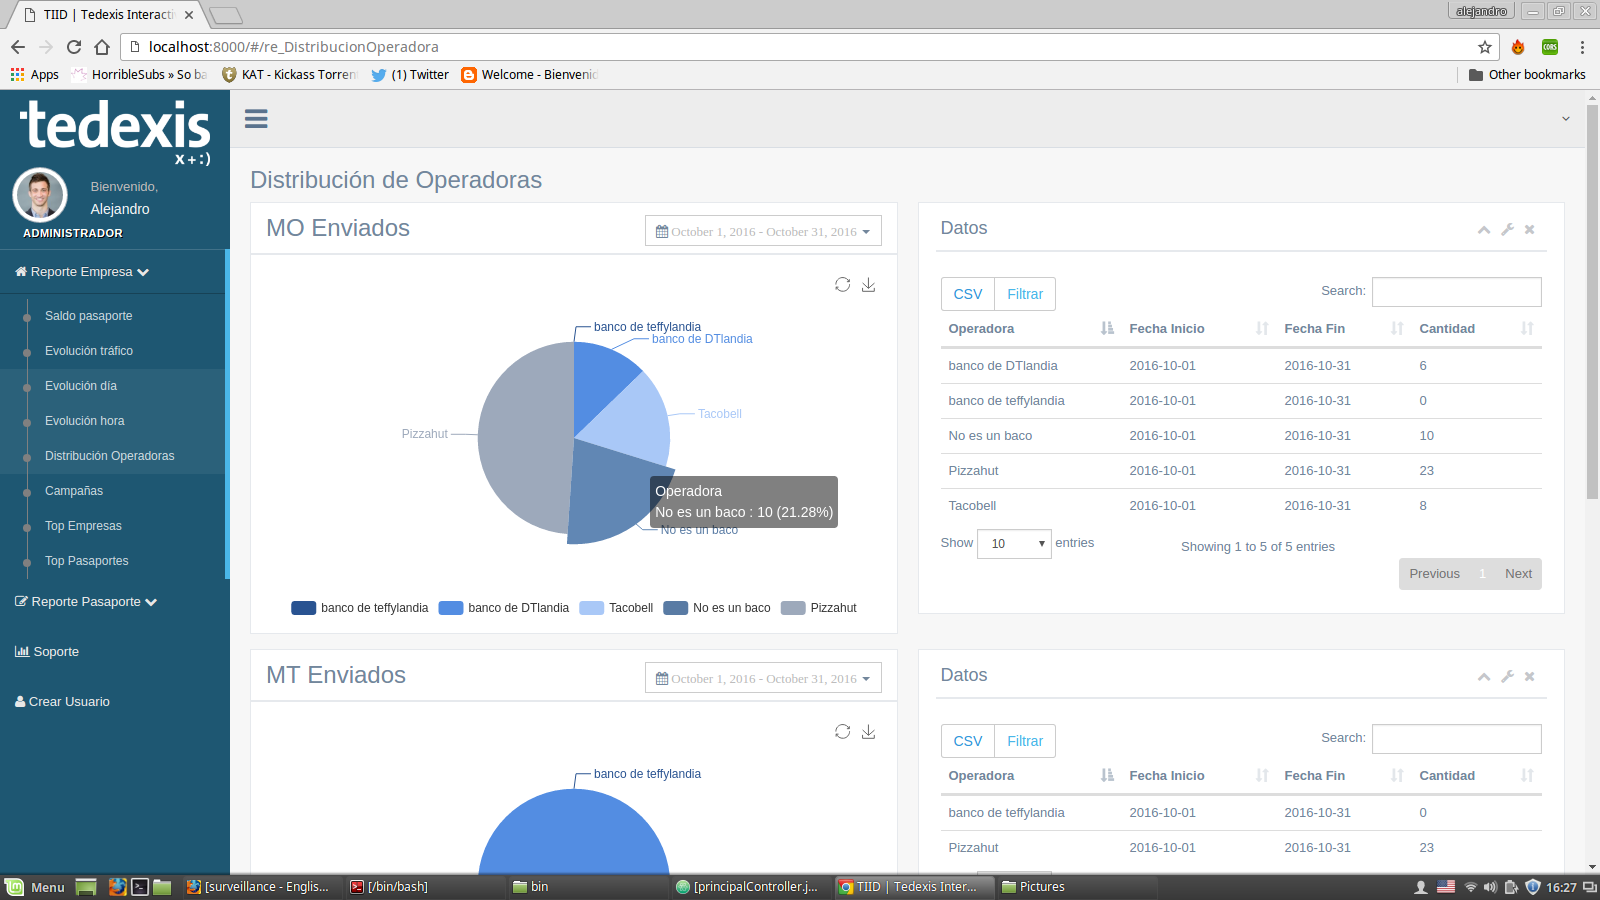 TIID | Tedexis Interacti
alejandro
localhost:8000/#/re_DistribucionOperadora
CORS
Apps
HorribleSubs » So ba
KAT - Kickass Torren
(1) Twitter
Welcome - Bienvenid
Other bookmarks
tedexis
x+:)
Bienvenido,
Alejandro
ADMINISTRADOR
Reporte Empresa
Saldo pasaporte
Evolución tráfico
Evolución día
Evolución hora
Distribución Operadoras
Campañas
Top Empresas
Top Pasaportes
Reporte Pasaporte
Soporte
Crear Usuario
Distribución de Operadoras
MO Enviados
October 1, 2016 - October 31, 2016
banco de teffylandia
banco de DTlandia
Tacobell
Pizzahut
Operadora
No es un baco : 10 (21.28%)
No es un baco
banco de teffylandia banco de DTlandia Tacobell No es un baco Pizzahut
Datos
CSV Filtrar
Search:
Operadora Fecha Inicio Fecha Fin Cantidad
banco de DTlandia 2016-10-01 2016-10-31 6
banco de teffylandia 2016-10-01 2016-10-31 0
No es un baco 2016-10-01 2016-10-31 10
Pizzahut 2016-10-01 2016-10-31 23
Tacobell 2016-10-01 2016-10-31 8
Show 10 entries
Showing 1 to 5 of 5 entries
Previous 1 Next
MT Enviados
October 1, 2016 - October 31, 2016
banco de teffylandia
Datos
CSV Filtrar
Search:
Operadora Fecha Inicio Fecha Fin Cantidad
banco de teffylandia 2016-10-01 2016-10-31 0
Pizzahut 2016-10-01 2016-10-31 23
Menu
[surveillance - Englis...
[/bin/bash]
bin
[principalController.j...
TIID | Tedexis Inter...
Pictures
16:27